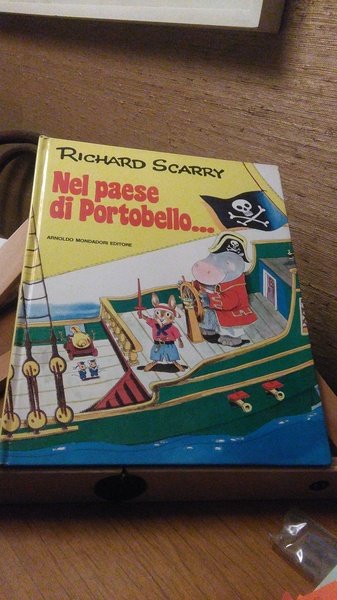 RICHARD SCARRY
Nel paese
di Portobello...
ARNOLDO MONDADORI EDITORE